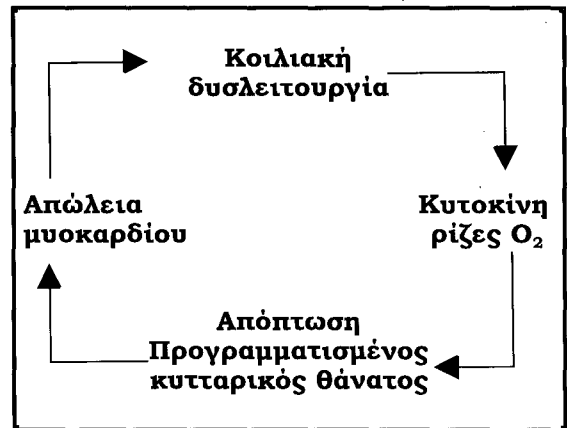 Κοιλιακή
δυσλειτουργία
Κυτοκίνη
ρίζες O₂
Απόπτωση
Προγραμματισμένος
κυτταρικός θάνατος
Απώλεια
μυοκαρδίου